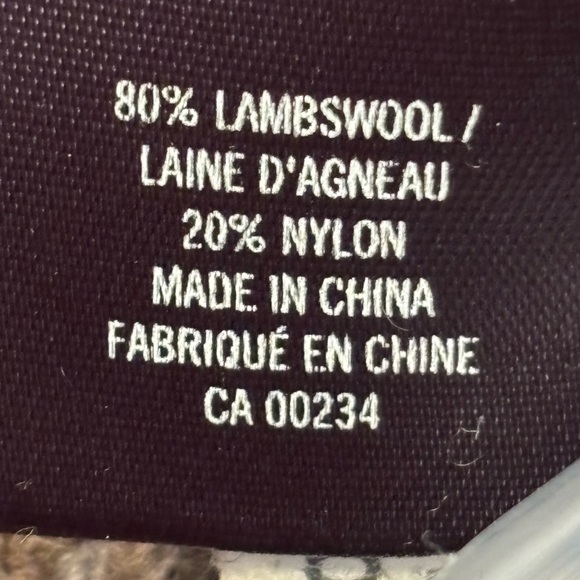 80% LAMBSWOOL /
LAINE D'AGNEAU
20% NYLON
MADE IN CHINA
FABRIQUÉ EN CHINE
CA 00234